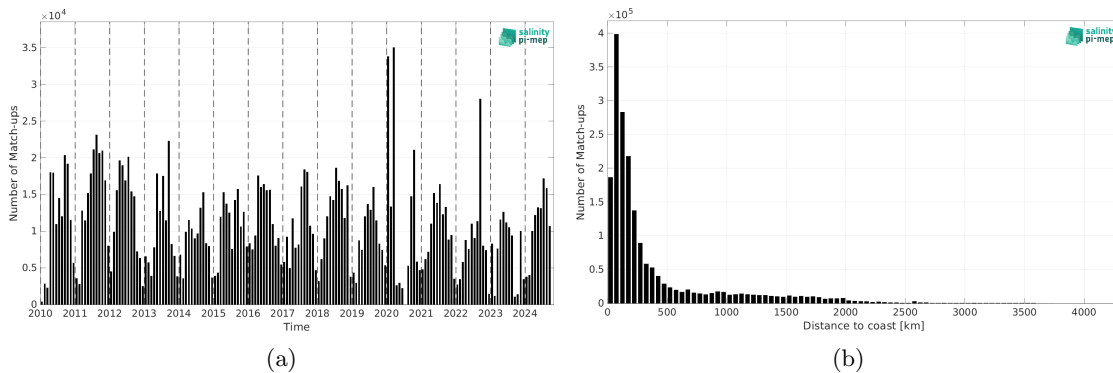 ×10⁴
3.5
3
2.5
2
1.5
1
0.5
0
Number of Match-ups
2010 2011 2012 2013 2014 2015 2016 2017 2018 2019 2020 2021 2022 2023 2024
Time
salinity
pi-mep
(a)
×10⁵
4
3.5
3
2.5
2
1.5
1
0.5
0
Number of Match-ups
0 500 1000 1500 2000 2500 3000 3500 4000
Distance to coast [km]
salinity
pi-mep
(b)